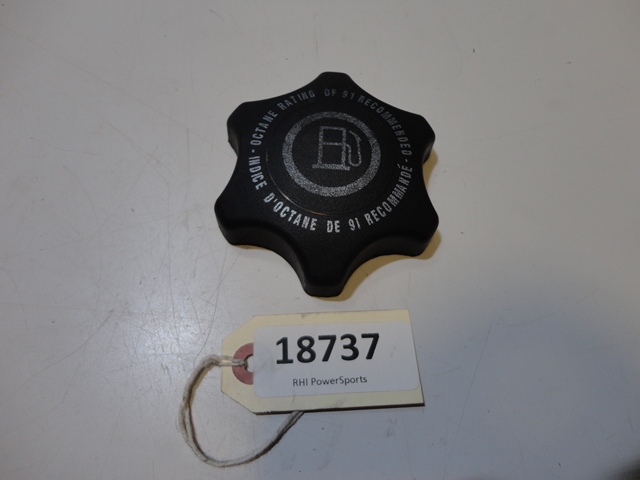 OCTANE RATING OF 91 RECOMMENDED -
INDICE D'OCTANE DE 91 RECOMMANDÉ -
18737
RHI PowerSports